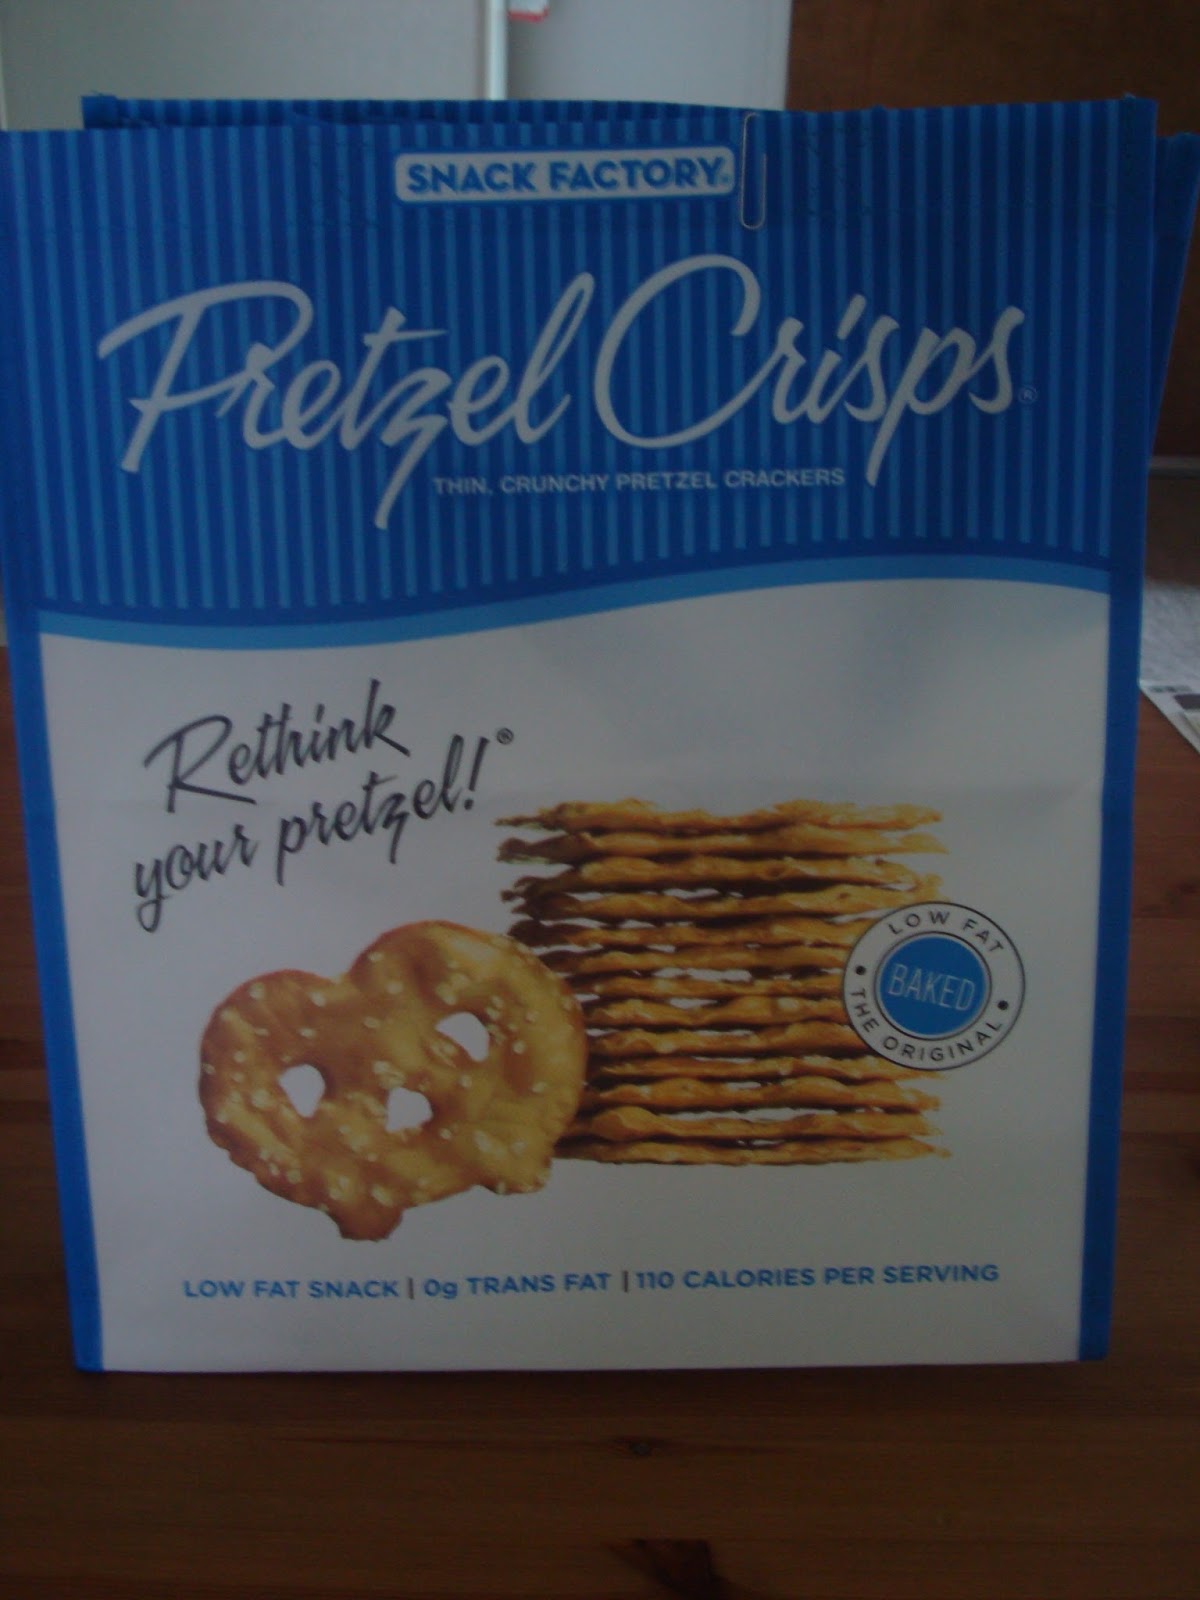 SNACK FACTORY®
Pretzel Crisps®
THIN, CRUNCHY PRETZEL CRACKERS
Rethink
your pretzel!®
LOW FAT
BAKED
THE ORIGINAL
LOW FAT SNACK | 0g TRANS FAT | 110 CALORIES PER SERVING